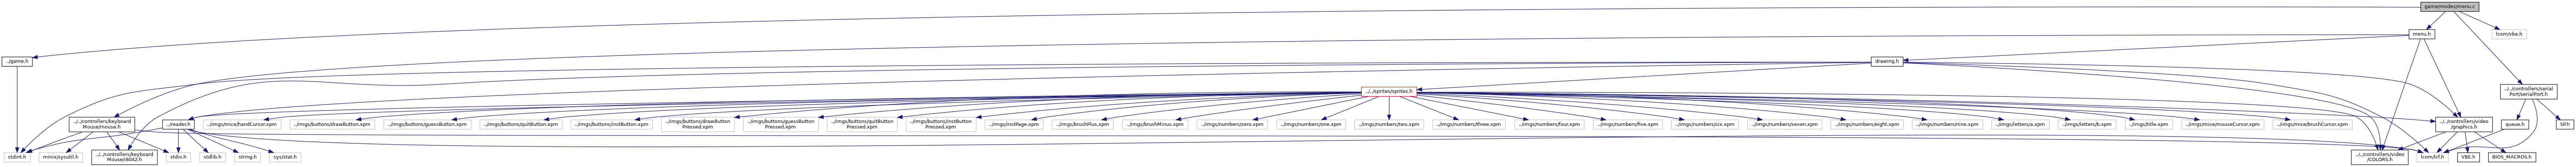 game/modes/menu.c
menu.h
lcom/vbe.h
../game.h
drawing.h
../../sprites/sprites.h
../../controllers/serial
Port/serialPort.h
../../controllers/keyboard
Mouse/mouse.h
../reader.h
../imgs/mice/handCursor.xpm
../imgs/buttons/drawButton.xpm
../imgs/buttons/guessButton.xpm
../imgs/buttons/quitButton.xpm
../imgs/buttons/instButton.xpm
../imgs/buttons/drawButton
Pressed.xpm
../imgs/buttons/guessButton
Pressed.xpm
../imgs/buttons/quitButton
Pressed.xpm
../imgs/buttons/instButton
Pressed.xpm
../imgs/instPage.xpm
../imgs/brushPlus.xpm
../imgs/brushMinus.xpm
../imgs/numbers/zero.xpm
../imgs/numbers/one.xpm
../imgs/numbers/two.xpm
../imgs/numbers/three.xpm
../imgs/numbers/four.xpm
../imgs/numbers/five.xpm
../imgs/numbers/six.xpm
../imgs/numbers/seven.xpm
../imgs/numbers/eight.xpm
../imgs/numbers/nine.xpm
../imgs/letters/a.xpm
../imgs/letters/b.xpm
../imgs/title.xpm
../imgs/mice/mouseCursor.xpm
../imgs/mice/brushCursor.xpm
../../controllers/video
/graphics.h
queue.h
SP.h
stdint.h
minix/sysutil.h
../../controllers/keyboard
Mouse/i8042.h
stdio.h
stdlib.h
string.h
sys/stat.h
../../controllers/video
/COLORS.h
lcom/lcf.h
VBE.h
BIOS_MACROS.h